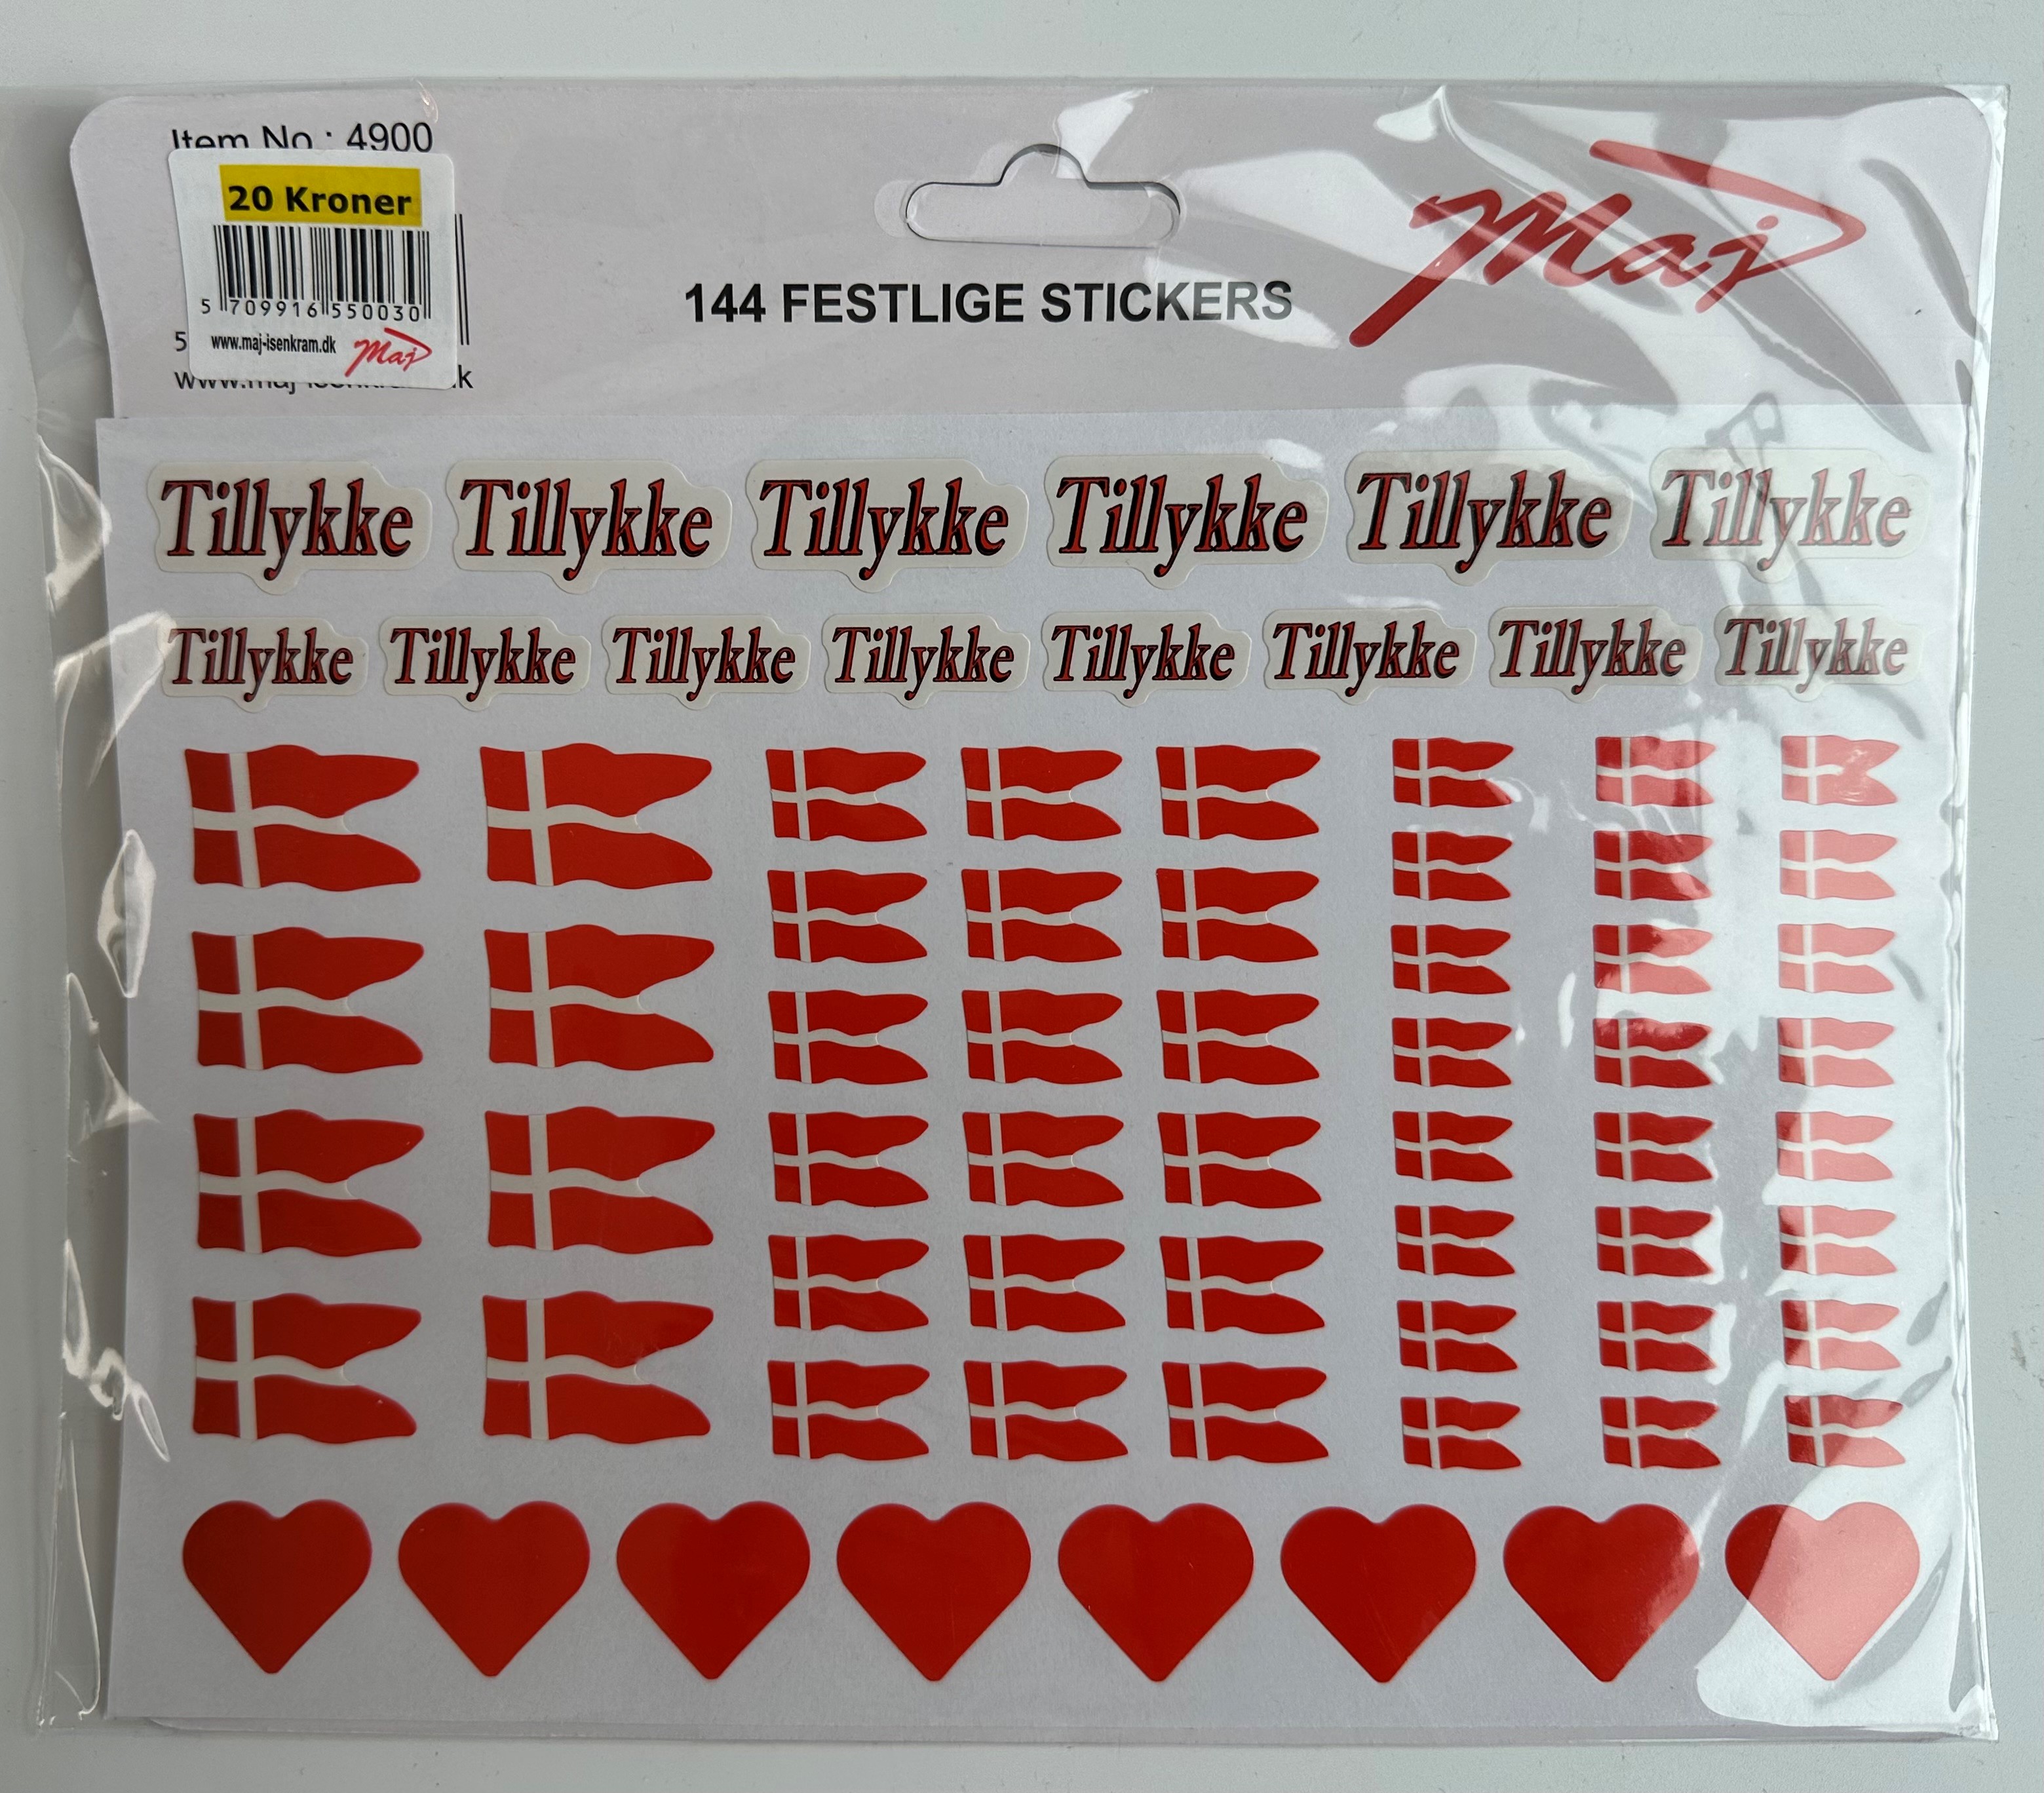 Item No.: 4900
20 Kroner
5 709916 550030
www.maj-isenkram.dk
Maj
5
144 FESTLIGE STICKERS
Maj
Tillykke Tillykke Tillykke Tillykke Tillykke Tillykke
Tillykke Tillykke Tillykke Tillykke Tillykke Tillykke Tillykke Tillykke